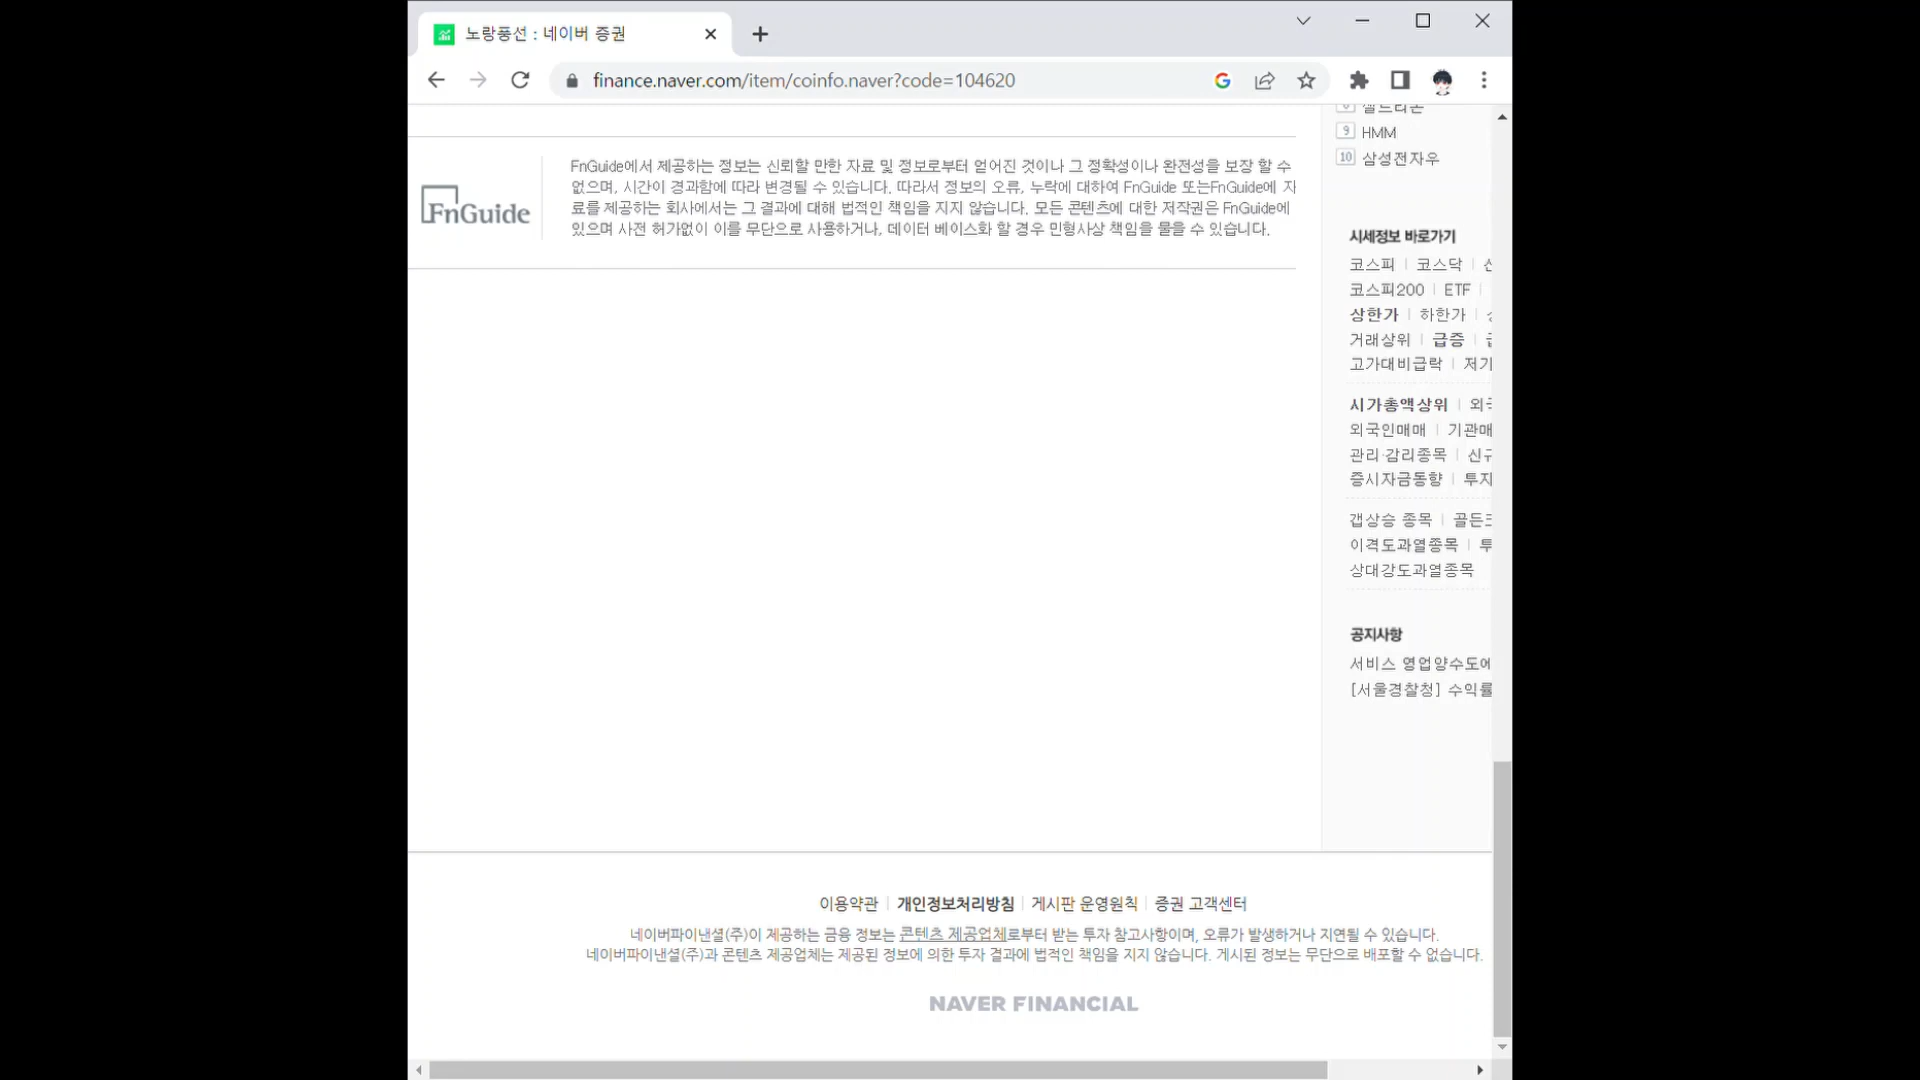 노랑풍선 : 네이버 증권
finance.naver.com/item/coinfo.naver?code=104620
9 HMM
10 삼성전자우
FnGuide
FnGuide에서 제공하는 정보는 신뢰할 만한 자료 및 정보로부터 얻어진 것이나 그 정확성이나 완전성을 보장 할 수
없으며, 시간이 경과함에 따라 변경될 수 있습니다. 따라서 정보의 오류, 누락에 대하여 FnGuide 또는FnGuide에 자
료를 제공하는 회사에서는 그 결과에 대해 법적인 책임을 지지 않습니다. 모든 콘텐츠에 대한 저작권은 FnGuide에
있으며 사전 허가없이 이를 무단으로 사용하거나, 데이터 베이스화 할 경우 민형사상 책임을 물을 수 있습니다.
시세정보 바로가기
코스피 | 코스닥 |
코스피200 | ETF |
상한가 | 하한가 |
거래상위 | 급증 |
고가대비급락 |
시가총액상위 |
외국인매매 | 기관매
관리·감리종목 |
증시자금동향 | 투자
갭상승 종목 |
이격도과열종목 |
상대강도과열종목
공지사항
서비스 영업양수도에
[서울경찰청] 수익률
이용약관 | 개인정보처리방침 | 게시판 운영원칙 | 증권 고객센터
네이버파이낸셜(주)이 제공하는 금융 정보는 콘텐츠 제공업체로부터 받는 투자 참고사항이며, 오류가 발생하거나 지연될 수 있습니다.
네이버파이낸셜(주)과 콘텐츠 제공업체는 제공된 정보에 의한 투자 결과에 법적인 책임을 지지 않습니다. 게시된 정보는 무단으로 배포할 수 없습니다.
NAVER FINANCIAL